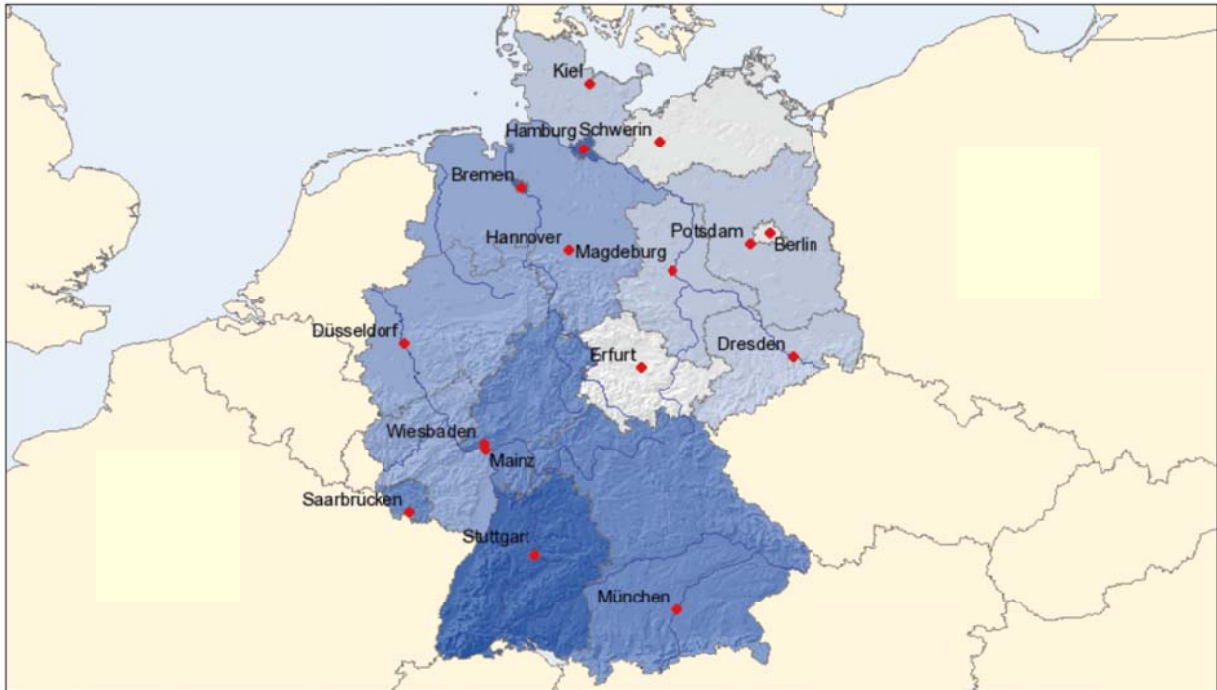 Kiel
Hamburg
Schwerin
Bremen
Hannover
Magdeburg
Potsdam
Berlin
Düsseldorf
Erfurt
Dresden
Wiesbaden
Mainz
Saarbrücken
Stuttgart
München